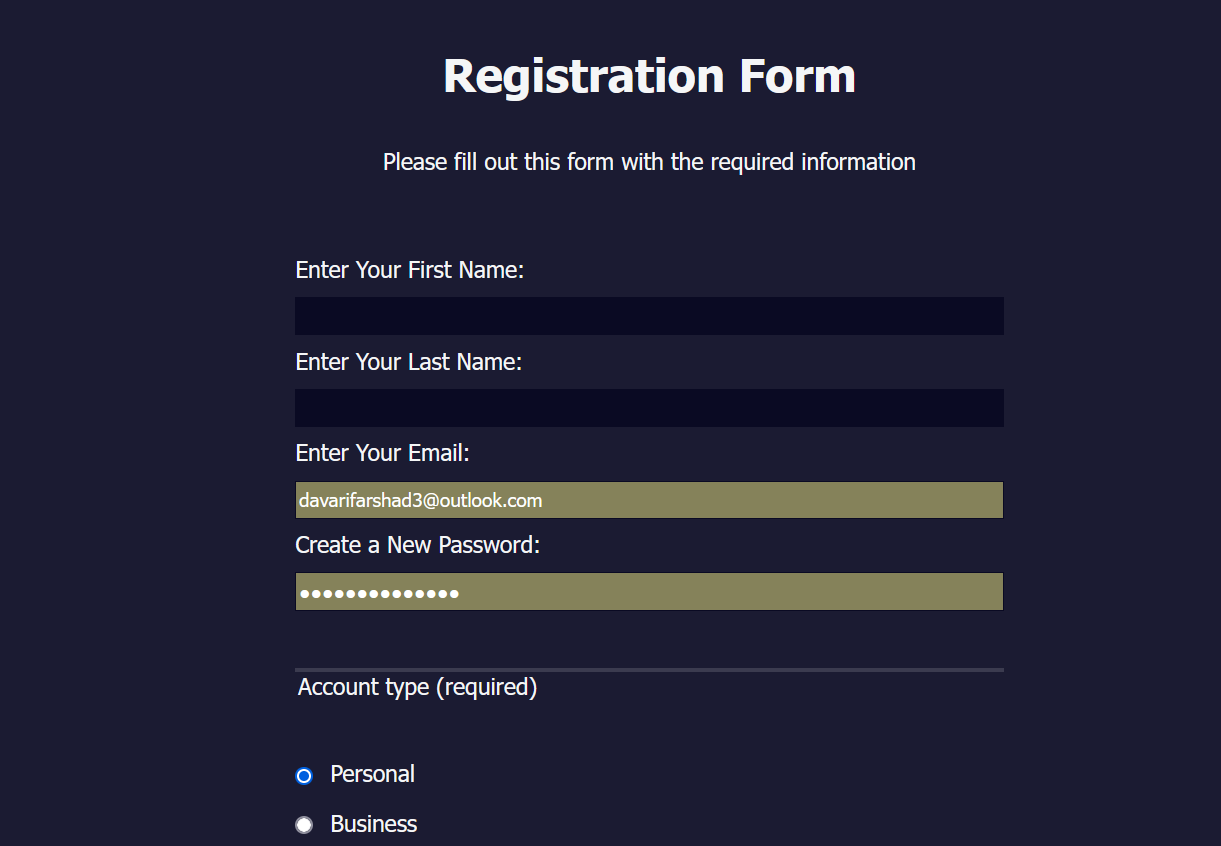 Registration Form
Please fill out this form with the required information
Enter Your First Name:
Enter Your Last Name:
Enter Your Email:
davarifarshad3@outlook.com
Create a New Password:
••••••••••••••
Account type (required)
Personal
Business